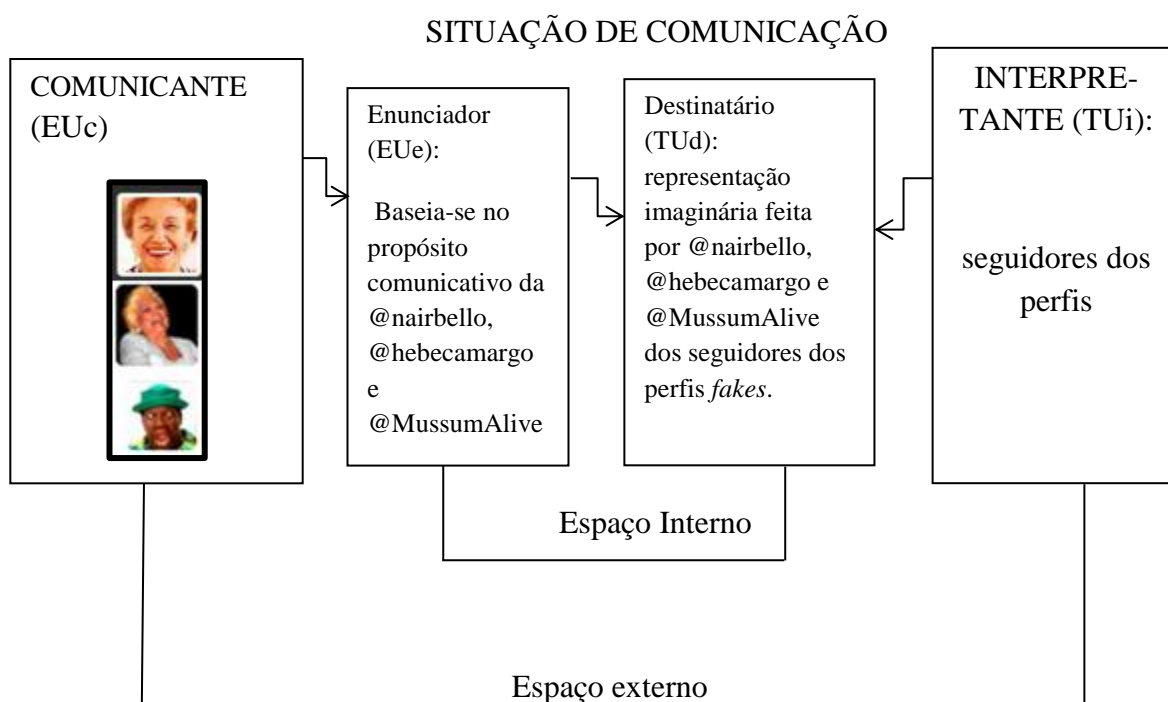 SITUAÇÃO DE COMUNICAÇÃO
COMUNICANTE
(EUc)
Enunciador
(EUe):
Baseia-se no
propósito
comunicativo da
@nairbello,
@hebecamargo
e
@MussumAlive
Destinatário
(TUd):
representação
imaginária feita
por @nairbello,
@hebecamargo e
@MussumAlive
dos seguidores dos
perfis fakes.
INTERPRE-
TANTE (TUi):
seguidores dos
perfis
Espaço Interno
Espaço externo